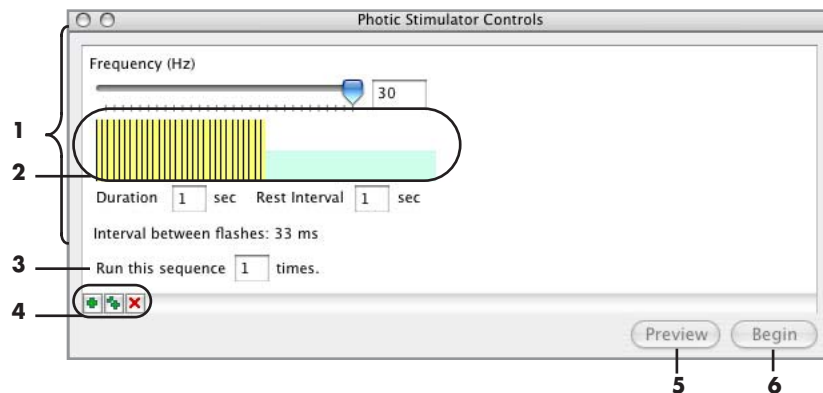 Photic Stimulator Controls
Frequency (Hz)
30
1
2
Duration 1 sec Rest Interval 1 sec
Interval between flashes: 33 ms
3 Run this sequence 1 times.
4
Preview Begin
5 6